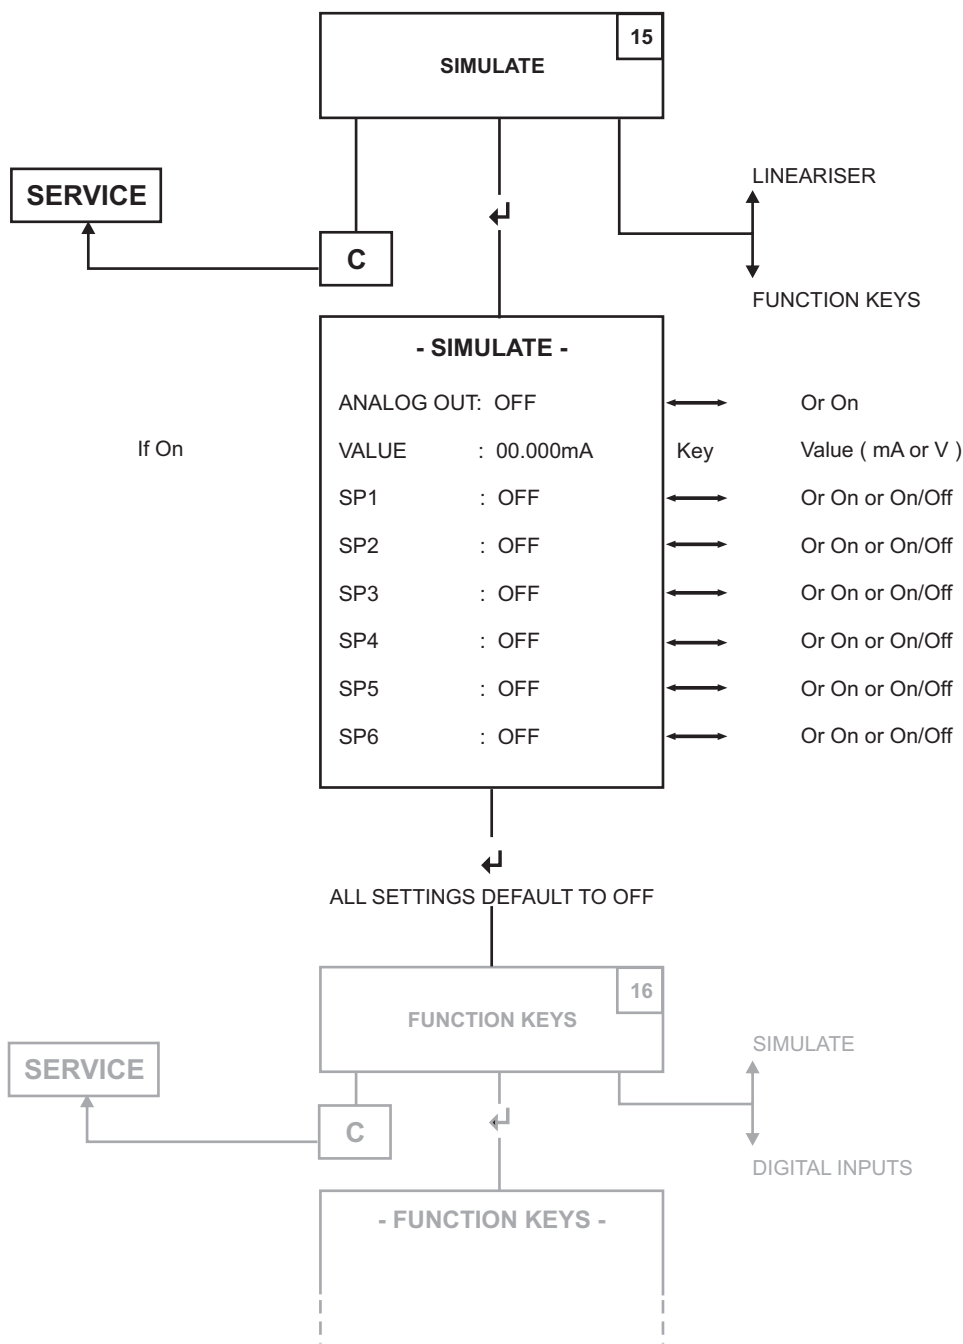 15
SIMULATE
SERVICE
C
↵
LINEARISER
FUNCTION KEYS
- SIMULATE -
ANALOG OUT: OFF Or On
If On VALUE : 00.000mA Key Value ( mA or V )
SP1 : OFF Or On or On/Off
SP2 : OFF Or On or On/Off
SP3 : OFF Or On or On/Off
SP4 : OFF Or On or On/Off
SP5 : OFF Or On or On/Off
SP6 : OFF Or On or On/Off
↵
ALL SETTINGS DEFAULT TO OFF
16
FUNCTION KEYS
SERVICE
C
↵
SIMULATE
DIGITAL INPUTS
- FUNCTION KEYS -